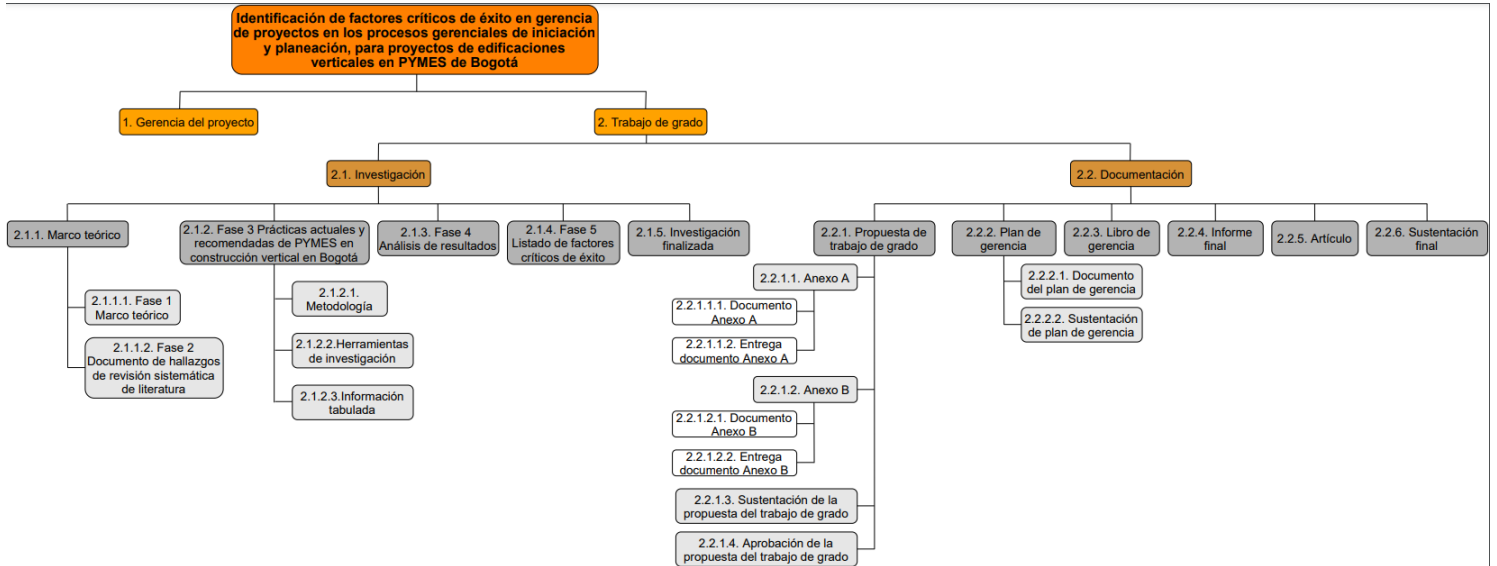 Identificación de factores críticos de éxito en gerencia
de proyectos en los procesos gerenciales de iniciación
y planeación, para proyectos de edificaciones
verticales en PYMES de Bogotá
1. Gerencia del proyecto
2. Trabajo de grado
2.1. Investigación
2.2. Documentación
2.1.1. Marco teórico
2.1.2. Fase 3 Prácticas actuales y
recomendadas de PYMES en
construcción vertical en Bogotá
2.1.3. Fase 4
Análisis de resultados
2.1.4. Fase 5
Listado de factores
críticos de éxito
2.1.5. Investigación
finalizada
2.2.1. Propuesta de
trabajo de grado
2.2.2. Plan de
gerencia
2.2.3. Libro de
gerencia
2.2.4. Informe
final
2.2.5. Artículo
2.2.6. Sustentación
final
2.1.1.1. Fase 1
Marco teórico
2.1.1.2. Fase 2
Documento de hallazgos
de revisión sistemática
de literatura
2.1.2.1.
Metodología
2.1.2.2.Herramientas
de investigación
2.1.2.3.Información
tabulada
2.2.1.1. Anexo A
2.2.1.1.1. Documento
Anexo A
2.2.1.1.2. Entrega
documento Anexo A
2.2.1.2. Anexo B
2.2.1.2.1. Documento
Anexo B
2.2.1.2.2. Entrega
documento Anexo B
2.2.1.3. Sustentación de la
propuesta del trabajo de grado
2.2.1.4. Aprobación de la
propuesta del trabajo de grado
2.2.2.1. Documento
del plan de gerencia
2.2.2.2. Sustentación
de plan de gerencia